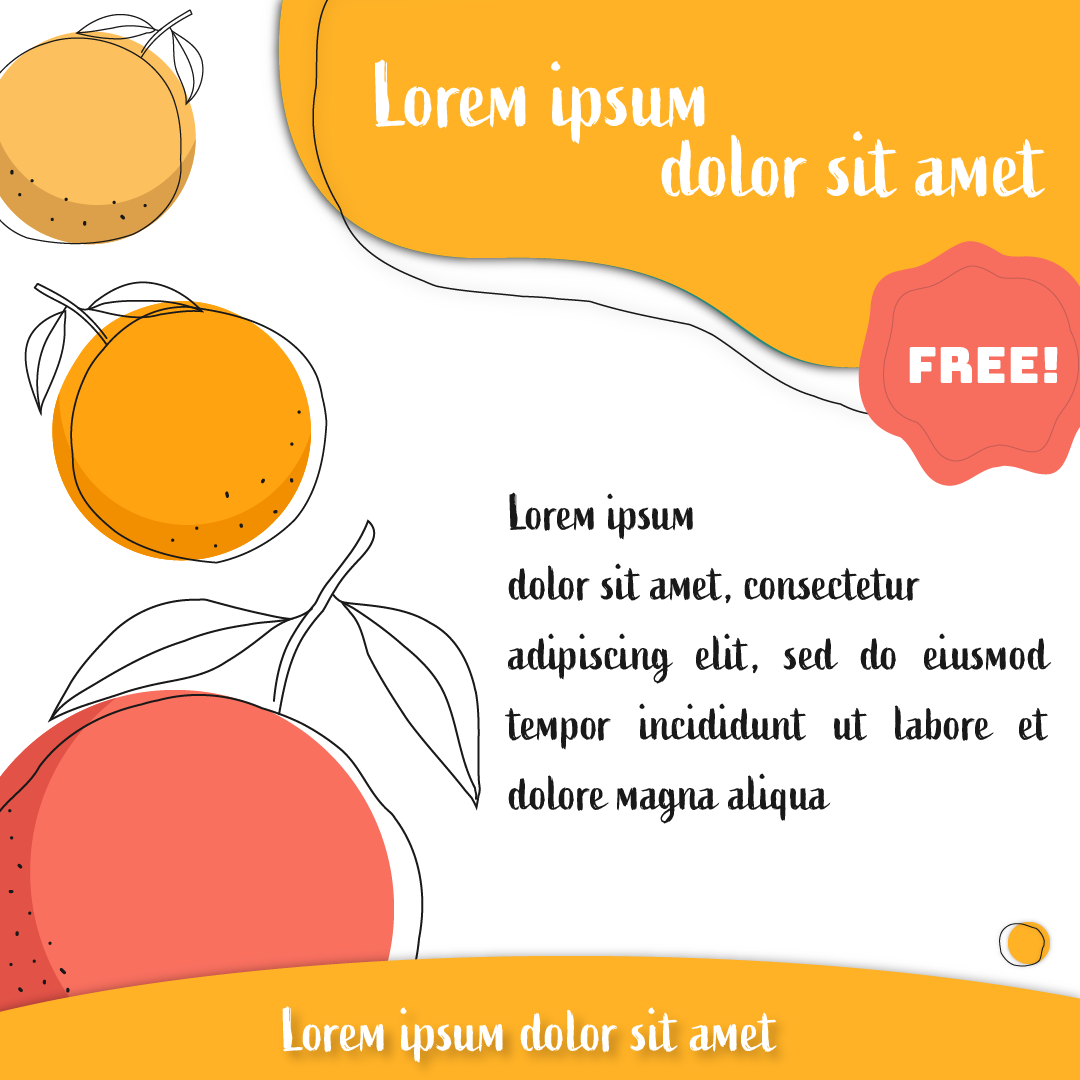 Lorem ipsum
dolor sit amet
FREE!
Lorem ipsum
dolor sit amet, consectetur
adipiscing elit, sed do eiusmod
tempor incididunt ut labore et
dolore magna aliqua
Lorem ipsum dolor sit amet